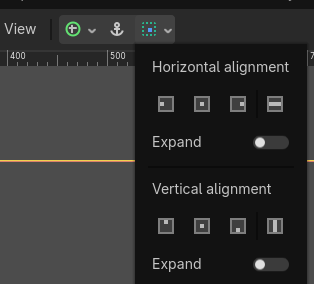 View
400 500
Horizontal alignment
Expand
Vertical alignment
Expand